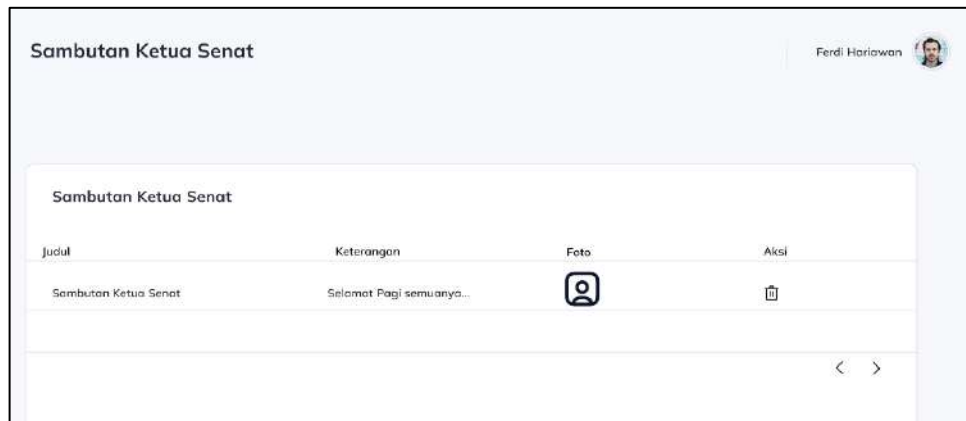 Sambutan Ketua Senat
Ferdi Hariawan
Sambutan Ketua Senat
Judul Keterangan Foto Aksi
Sambutan Ketua Senat Selamat Pagi semuanya...